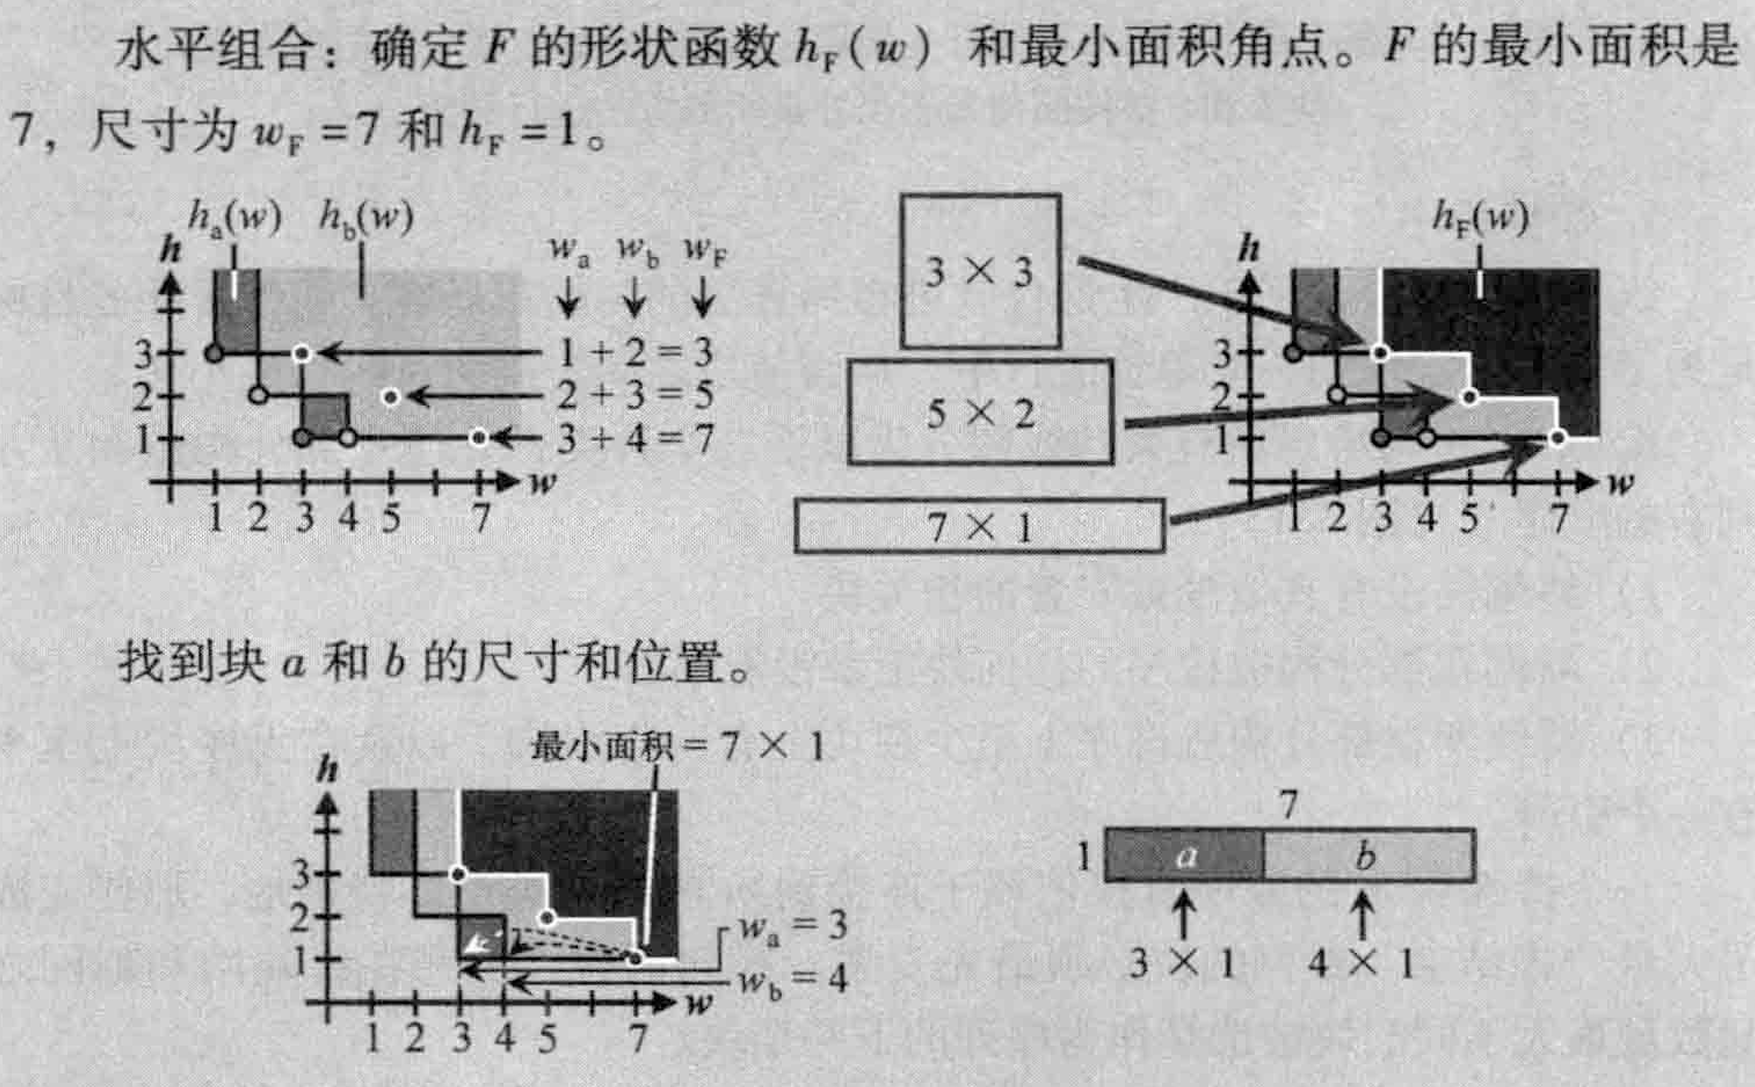 水平组合：确定 F 的形状函数 h_F(w) 和最小面积角点。F 的最小面积是
7，尺寸为 w_F = 7 和 h_F = 1。
h_a(w) h_b(w)
h
w_a w_b w_F
3
1 + 2 = 3
2
2 + 3 = 5
1
3 + 4 = 7
w
1 2 3 4 5 7
3 × 3
5 × 2
7 × 1
h_F(w)
h
3
2
1
w
1 2 3 4 5 7
找到块 a 和 b 的尺寸和位置。
最小面积 = 7 × 1
h
3
2
1
w_a = 3
w_b = 4
w
1 2 3 4 5 7
7
1 a b
3 × 1 4 × 1